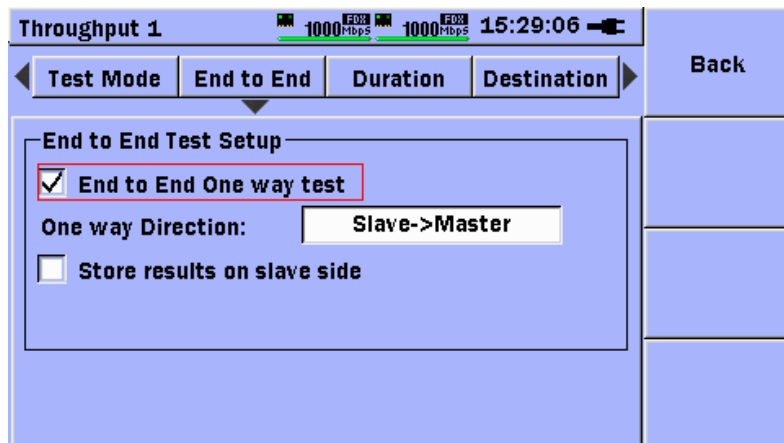 Throughput 1 1000 Mbps FDX 1000 Mbps FDX 15:29:06
Back
Test Mode End to End Duration Destination
End to End Test Setup
End to End One way test
One way Direction: Slave->Master
Store results on slave side